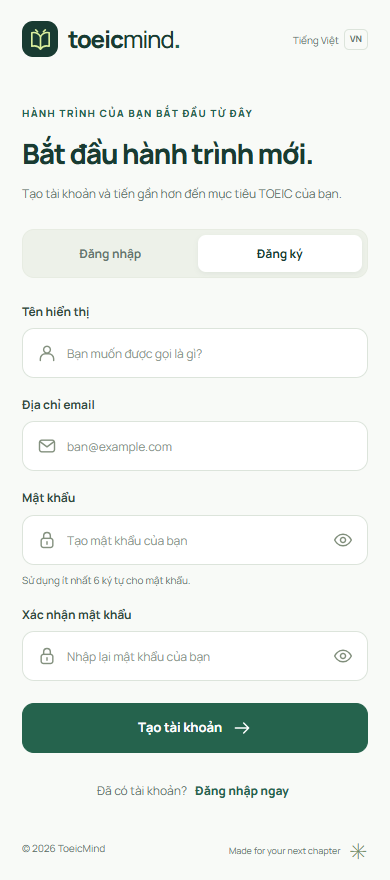 toeicmind.
Tiếng Việt VN
HÀNH TRÌNH CỦA BẠN BẮT ĐẦU TỪ ĐÂY
Bắt đầu hành trình mới.
Tạo tài khoản và tiến gần hơn đến mục tiêu TOEIC của bạn.
Đăng nhập Đăng ký
Tên hiển thị
Bạn muốn được gọi là gì?
Địa chỉ email
ban@example.com
Mật khẩu
Tạo mật khẩu của bạn
Sử dụng ít nhất 6 ký tự cho mật khẩu.
Xác nhận mật khẩu
Nhập lại mật khẩu của bạn
Tạo tài khoản
Đã có tài khoản? Đăng nhập ngay
© 2026 ToeicMind Made for your next chapter